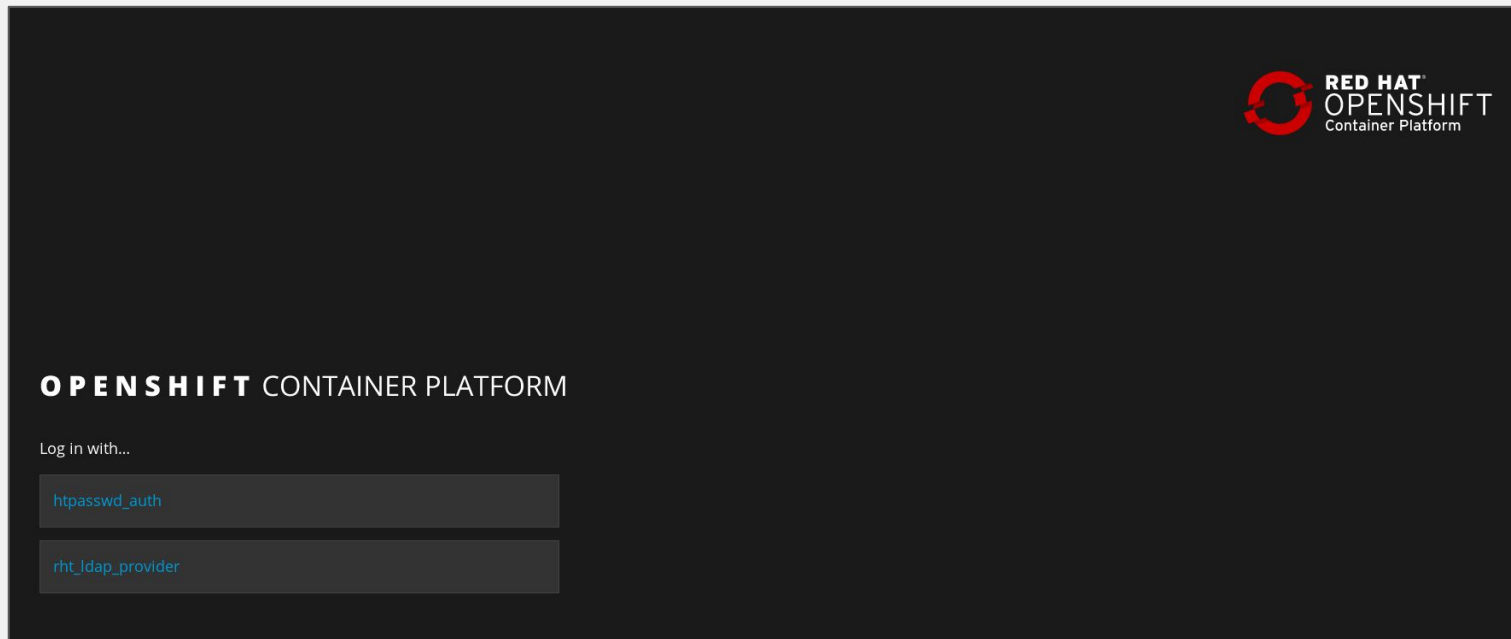 RED HAT®
OPENSHIFT
Container Platform
OPENSHIFT CONTAINER PLATFORM
Log in with...
htpasswd_auth
rht_ldap_provider